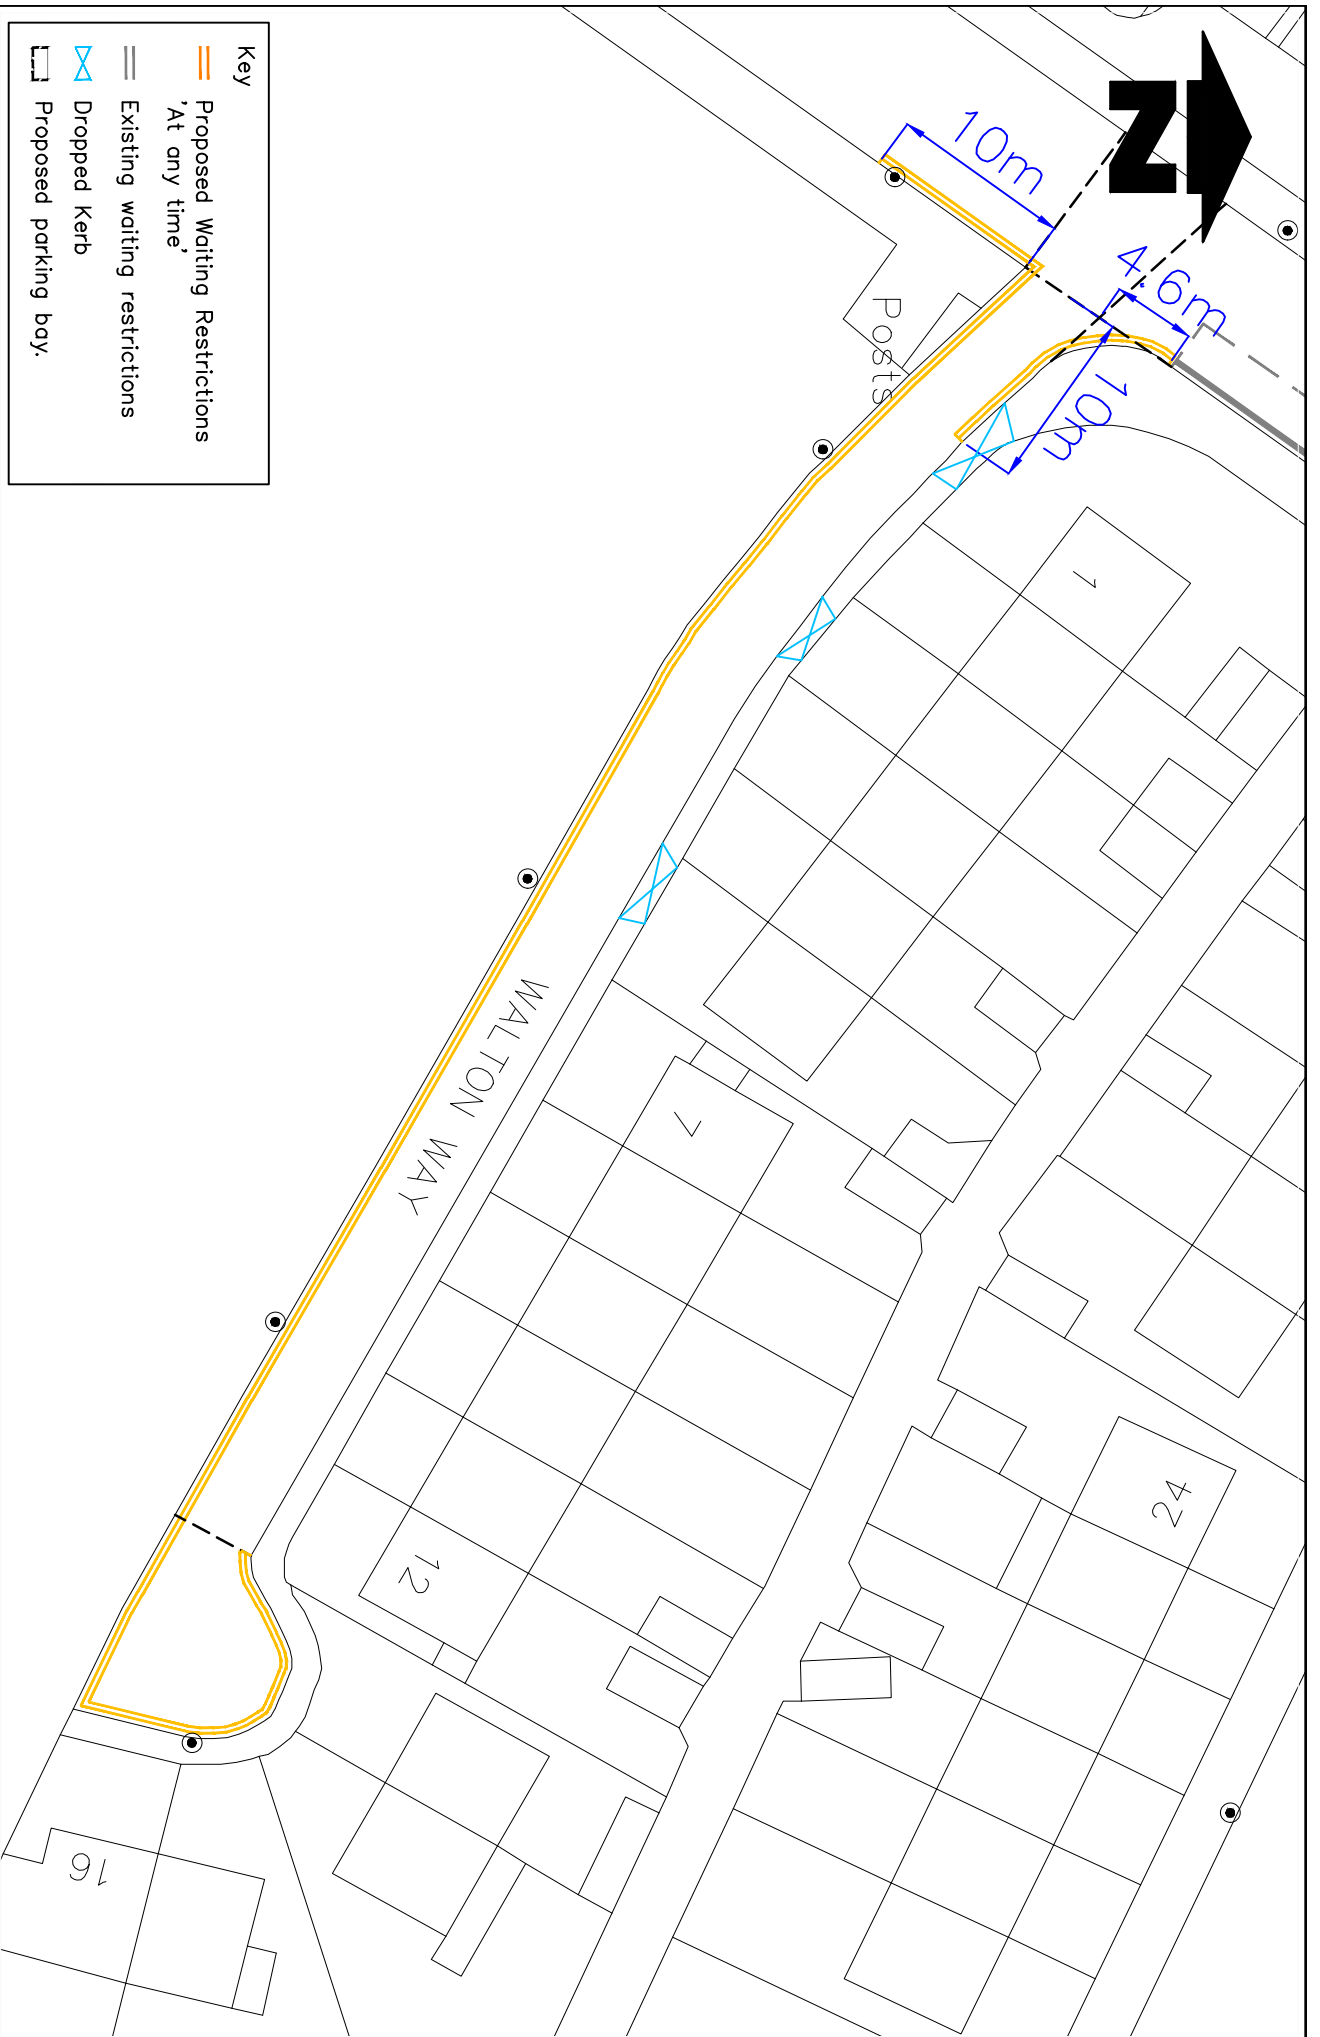 Key
Proposed Waiting Restrictions
'At any time'
Existing waiting restrictions
Dropped Kerb
Proposed parking bay.
N
10m
4.6m
10m
Posts
1
7
WALTON WAY
12
24
16